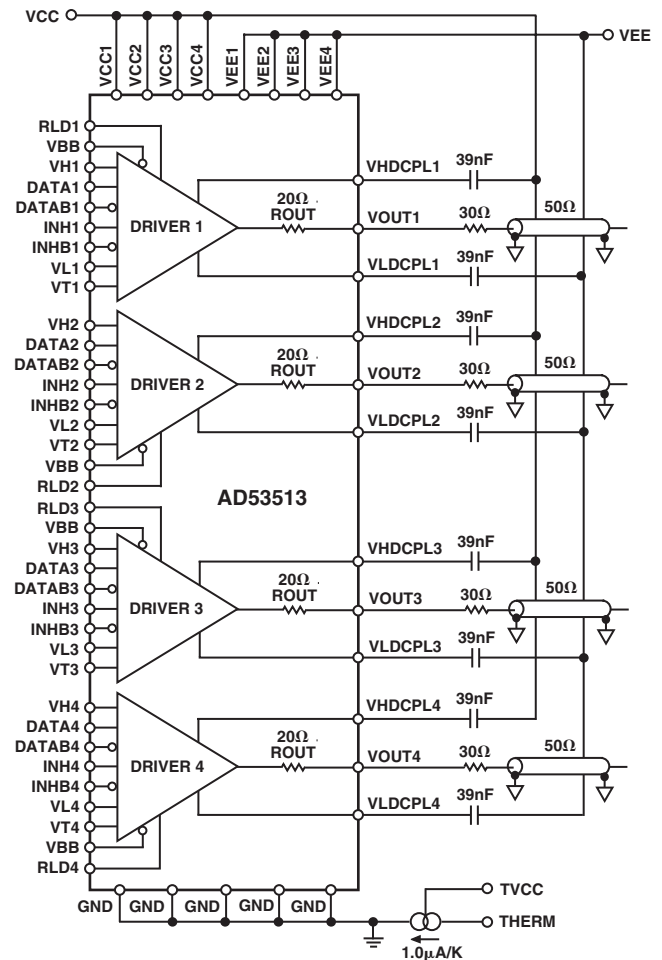 VCC
VEE
VCC1
VCC2
VCC3
VCC4
VEE1
VEE2
VEE3
VEE4
RLD1
VBB
VH1
DATA1
DATAB1
INH1
INHB1
VL1
VT1
DRIVER 1
20Ω
ROUT
VHDCPL1
39nF
VOUT1
30Ω
50Ω
VLDCPL1
39nF
VH2
DATA2
DATAB2
INH2
INHB2
VL2
VT2
VBB
RLD2
DRIVER 2
20Ω
ROUT
VHDCPL2
39nF
VOUT2
30Ω
50Ω
VLDCPL2
39nF
AD53513
RLD3
VBB
VH3
DATA3
DATAB3
INH3
INHB3
VL3
VT3
DRIVER 3
20Ω
ROUT
VHDCPL3
39nF
VOUT3
30Ω
50Ω
VLDCPL3
39nF
VH4
DATA4
DATAB4
INH4
INHB4
VL4
VT4
VBB
RLD4
DRIVER 4
20Ω
ROUT
VHDCPL4
39nF
VOUT4
30Ω
50Ω
VLDCPL4
39nF
GND
GND
GND
GND
GND
TVCC
THERM
1.0μA/K